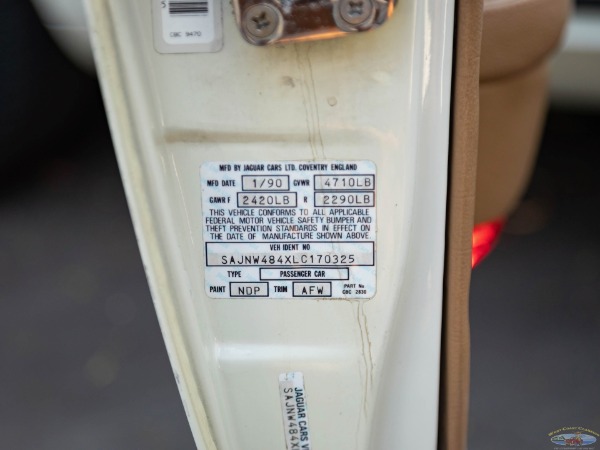 5
CBC 9470
MFD BY JAGUAR CARS LTD. COVENTRY ENGLAND
MFD DATE 1/90 GVWR 4710LB
GAWR F 2420LB R 2290LB
THIS VEHICLE CONFORMS TO ALL APPLICABLE
FEDERAL MOTOR VEHICLE SAFETY BUMPER AND
THEFT PREVENTION STANDARDS IN EFFECT ON
THE DATE OF MANUFACTURE SHOWN ABOVE.
VEH IDENT NO
SAJNW484XLC170325
TYPE PASSENGER CAR
PAINT NDP TRIM AFW PART No
CBC 2830
JAGUAR CARS
SAJNW484X